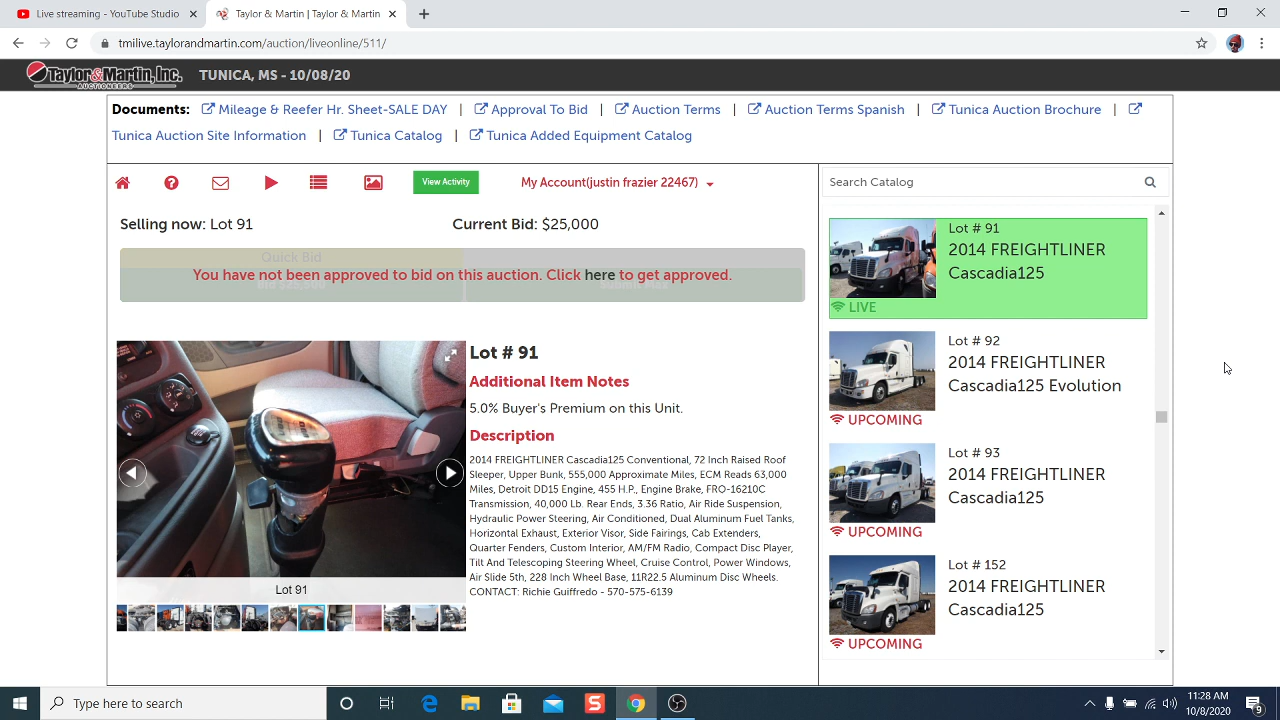 Live streaming - YouTube Studio
Taylor & Martin | Taylor & Martin
tmlive.taylorandmartin.com/auction/liveonline/511/
Taylor&Martin, Inc.
AUCTIONEERS
TUNICA, MS - 10/08/20
Documents: Mileage & Reefer Hr. Sheet-SALE DAY | Approval To Bid | Auction Terms | Auction Terms Spanish | Tunica Auction Brochure |
Tunica Auction Site Information | Tunica Catalog | Tunica Added Equipment Catalog
View Activity
My Account(justin frazier 22467)
Search Catalog
Selling now: Lot 91
Current Bid: $25,000
Quick Bid
You have not been approved to bid on this auction. Click here to get approved.
Submit Max
Lot 91
Lot # 91
Additional Item Notes
5.0% Buyer's Premium on this Unit.
Description
2014 FREIGHTLINER Cascadia125 Conventional, 72 Inch Raised Roof
Sleeper, Upper Bunk, 555,000 Approximate Miles, ECM Reads 63,000
Miles, Detroit DD15 Engine, 455 H.P., Engine Brake, FRO-16210C
Transmission, 40,000 Lb. Rear Ends, 3.36 Ratio, Air Ride Suspension,
Hydraulic Power Steering, Air Conditioned, Dual Aluminum Fuel Tanks,
Horizontal Exhaust, Exterior Visor, Side Fairings, Cab Extenders,
Quarter Fenders, Custom Interior, AM/FM Radio, Compact Disc Player,
Tilt And Telescoping Steering Wheel, Cruise Control, Power Windows,
Air Slide 5th, 228 Inch Wheel Base, 11R22.5 Aluminum Disc Wheels.
CONTACT: Richie Guiffredo - 570-575-6139
Lot # 91
2014 FREIGHTLINER
Cascadia125
LIVE
Lot # 92
2014 FREIGHTLINER
Cascadia125 Evolution
UPCOMING
Lot # 93
2014 FREIGHTLINER
Cascadia125
UPCOMING
Lot # 152
2014 FREIGHTLINER
Cascadia125
UPCOMING
Type here to search
11:28 AM
10/8/2020
9